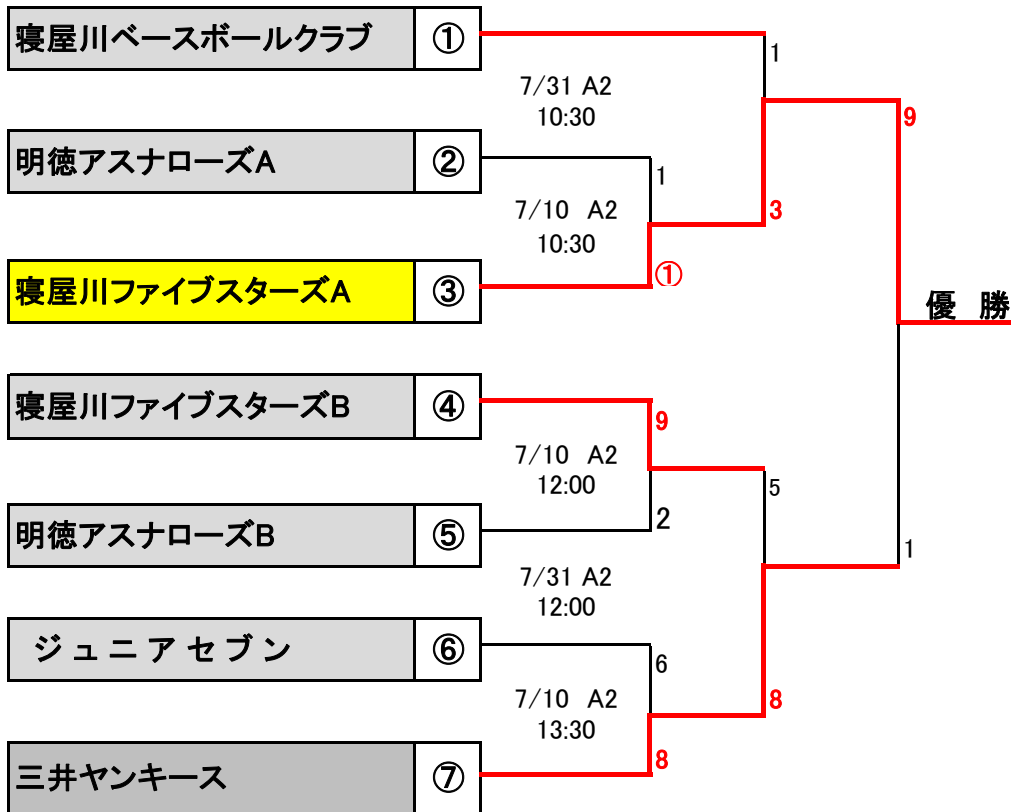 寝屋川ベースボールクラブ ①
1
7/31 A2
10:30
9
明徳アスナローズA ②
1
7/10 A2
10:30
3
寝屋川ファイブスターズA ③
①
優 勝
寝屋川ファイブスターズB ④
9
7/10 A2
12:00
5
明徳アスナローズB ⑤
2
1
7/31 A2
12:00
ジュニアセブン ⑥
6
7/10 A2
13:30
8
三井ヤンキース ⑦
8